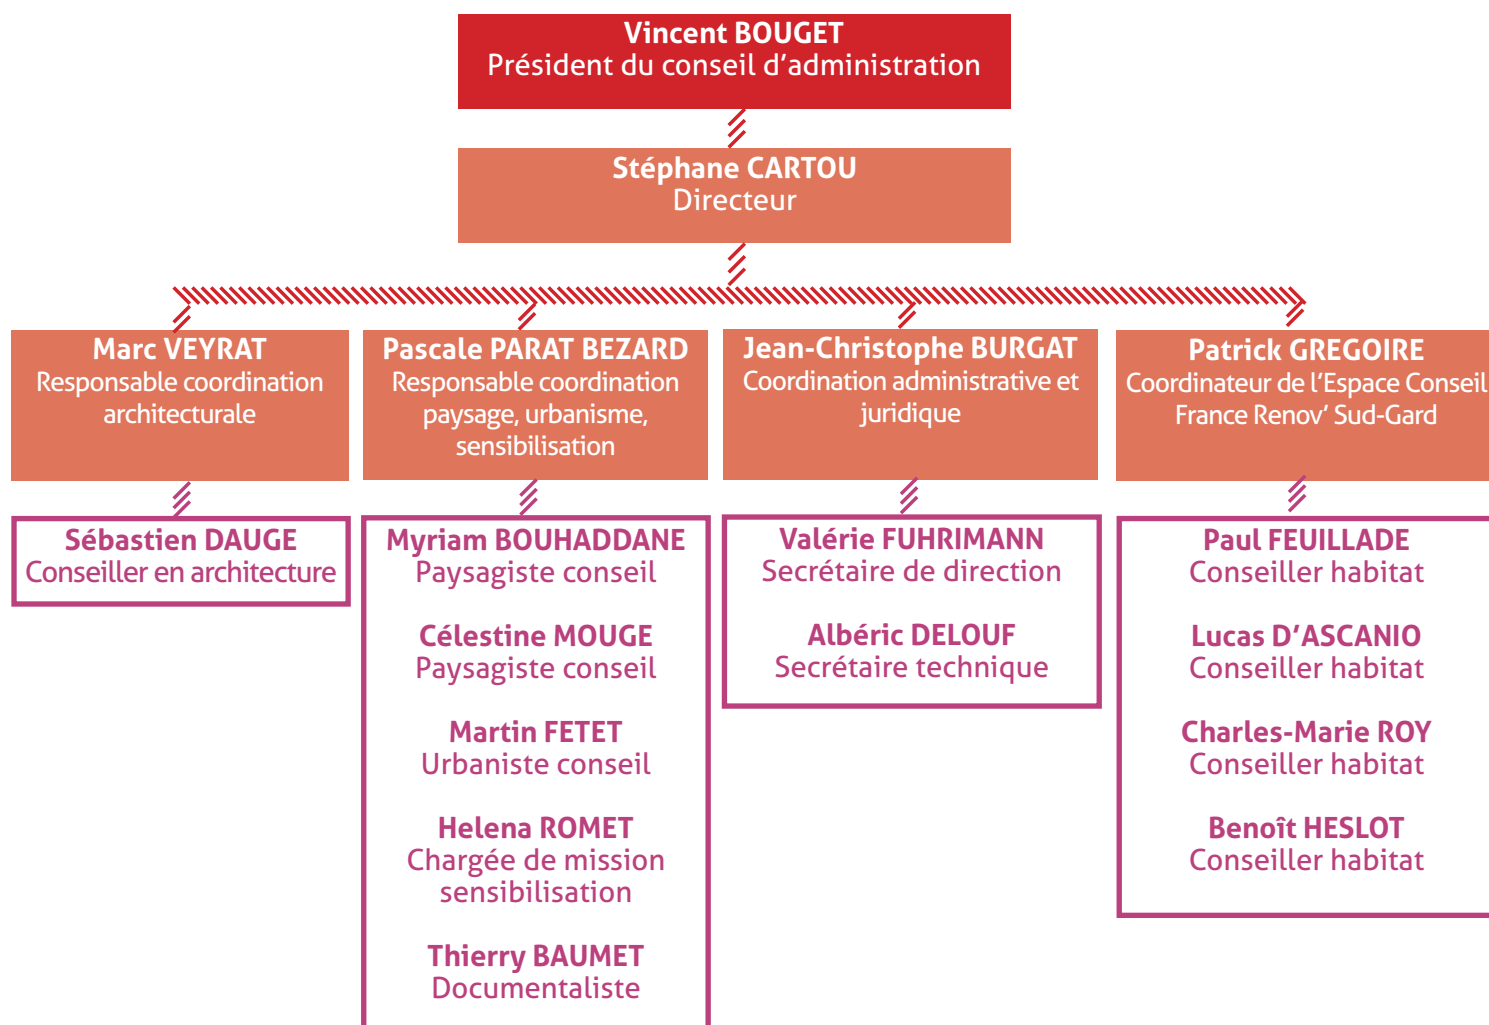 Vincent BOUGET
Président du conseil d’administration
Stéphane CARTOU
Directeur
Marc VEYRAT
Responsable coordination
architecturale
Pascale PARAT BEZARD
Responsable coordination
paysage, urbanisme,
sensibilisation
Jean-Christophe BURGAT
Coordination administrative et
juridique
Patrick GREGOIRE
Coordinateur de l’Espace Conseil
France Renov’ Sud-Gard
Sébastien DAUGE
Conseiller en architecture
Myriam BOUHADDANE
Paysagiste conseil
Célestine MOUGE
Paysagiste conseil
Martin FETET
Urbaniste conseil
Helena ROMET
Chargée de mission
sensibilisation
Thierry BAUMET
Documentaliste
Valérie FUHRIMANN
Secrétaire de direction
Albéric DELOUF
Secrétaire technique
Paul FEUILLADE
Conseiller habitat
Lucas D’ASCANIO
Conseiller habitat
Charles-Marie ROY
Conseiller habitat
Benoît HESLOT
Conseiller habitat